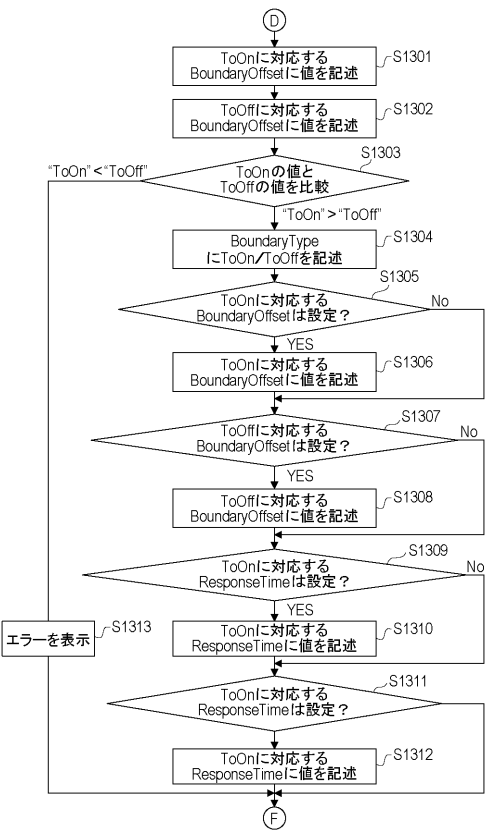 D
ToOnに対応する
BoundaryOffsetに値を記述
S1301
ToOffに対応する
BoundaryOffsetに値を記述
S1302
ToOnの値と
ToOffの値を比較
S1303
“ToOn”<“ToOff”
“ToOn”>“ToOff”
BoundaryType
にToOn/ToOffを記述
S1304
ToOnに対応する
BoundaryOffsetは設定?
S1305
No
YES
ToOnに対応する
BoundaryOffsetに値を記述
S1306
ToOffに対応する
BoundaryOffsetは設定?
S1307
No
YES
ToOffに対応する
BoundaryOffsetに値を記述
S1308
ToOnに対応する
ResponseTimeは設定?
S1309
No
YES
ToOnに対応する
ResponseTimeに値を記述
S1310
エラーを表示
S1313
ToOnに対応する
ResponseTimeは設定?
S1311
ToOnに対応する
ResponseTimeに値を記述
S1312
F